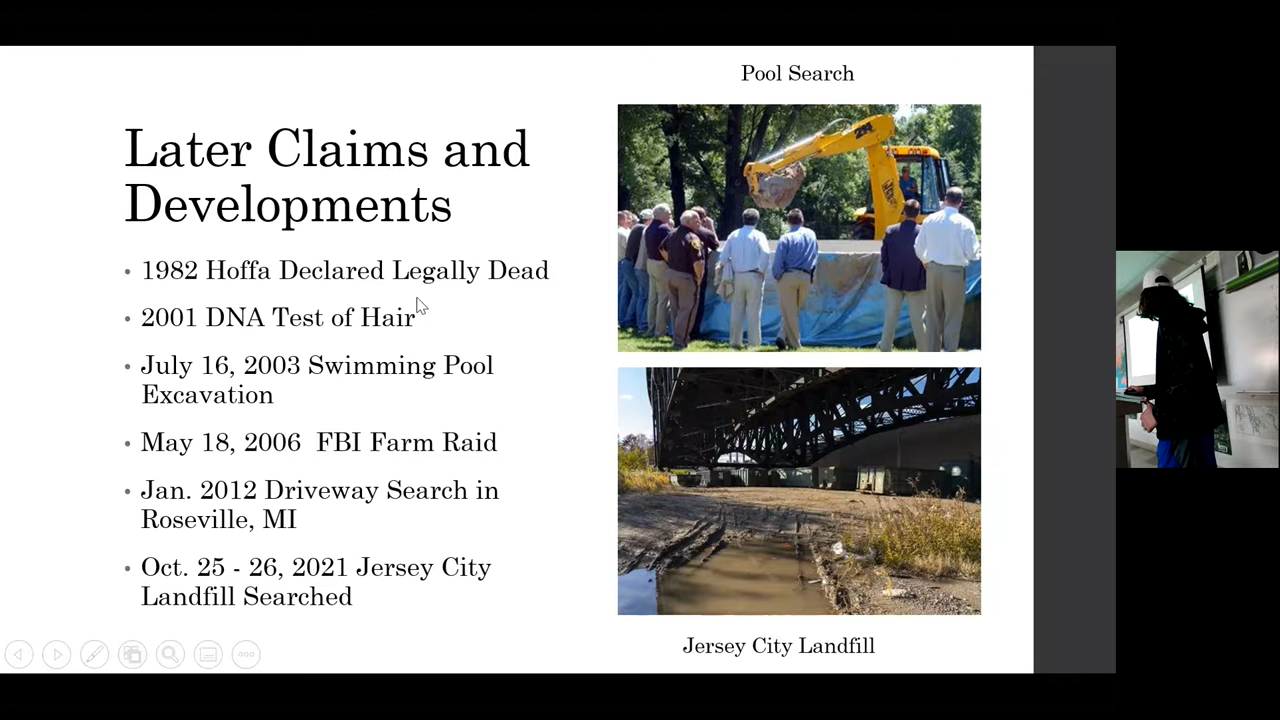 Pool Search
Later Claims and
Developments
• 1982 Hoffa Declared Legally Dead
• 2001 DNA Test of Hair
• July 16, 2003 Swimming Pool
Excavation
• May 18, 2006  FBI Farm Raid
• Jan. 2012 Driveway Search in
Roseville, MI
• Oct. 25 - 26, 2021 Jersey City
Landfill Searched
Jersey City Landfill